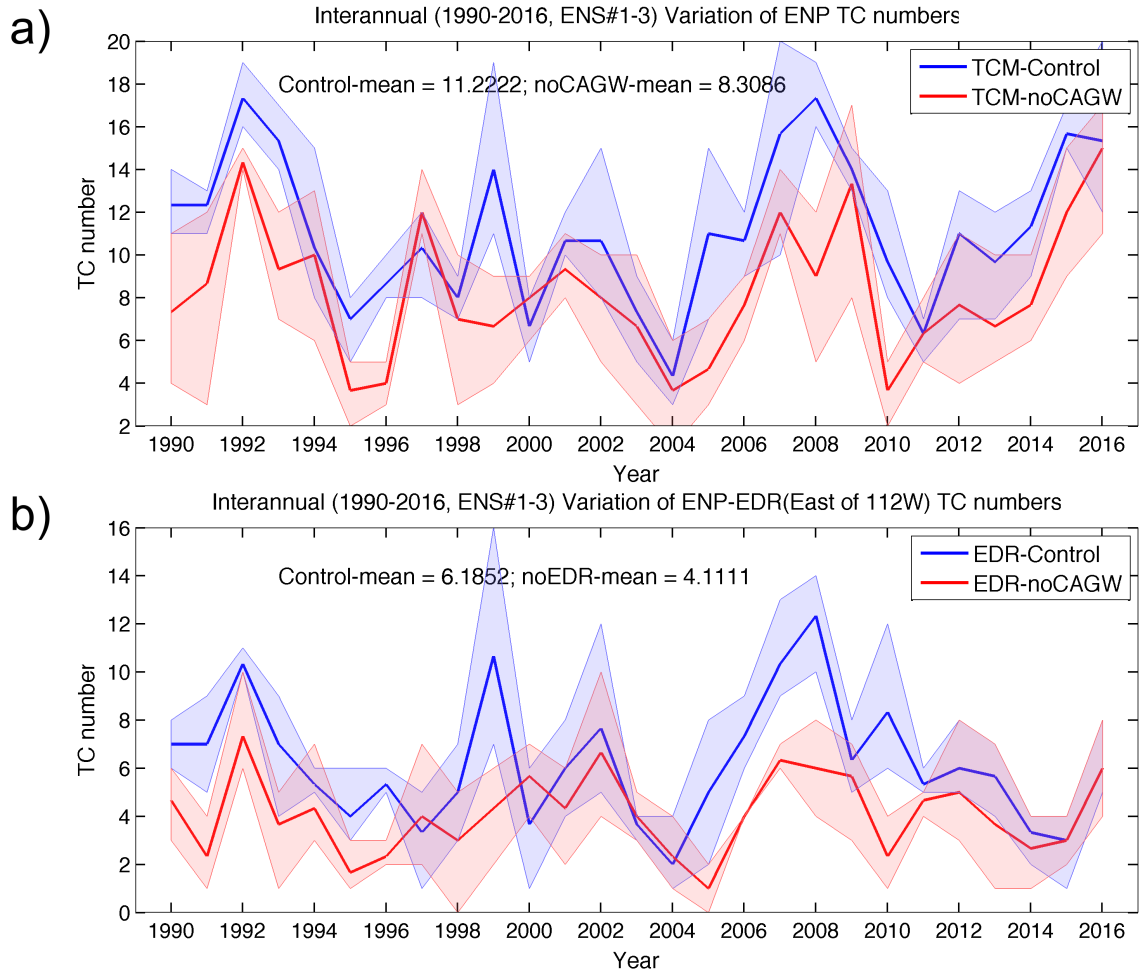 a)
Interannual (1990-2016, ENS#1-3) Variation of ENP TC numbers
Control-mean = 11.2222; noCAGW-mean = 8.3086
TCM-Control
TCM-noCAGW
TC number
20
18
16
14
12
10
8
6
4
2
1990 1992 1994 1996 1998 2000 2002 2004 2006 2008 2010 2012 2014 2016
Year
b)
Interannual (1990-2016, ENS#1-3) Variation of ENP-EDR(East of 112W) TC numbers
Control-mean = 6.1852; noEDR-mean = 4.1111
EDR-Control
EDR-noCAGW
TC number
16
14
12
10
8
6
4
2
0
1990 1992 1994 1996 1998 2000 2002 2004 2006 2008 2010 2012 2014 2016
Year